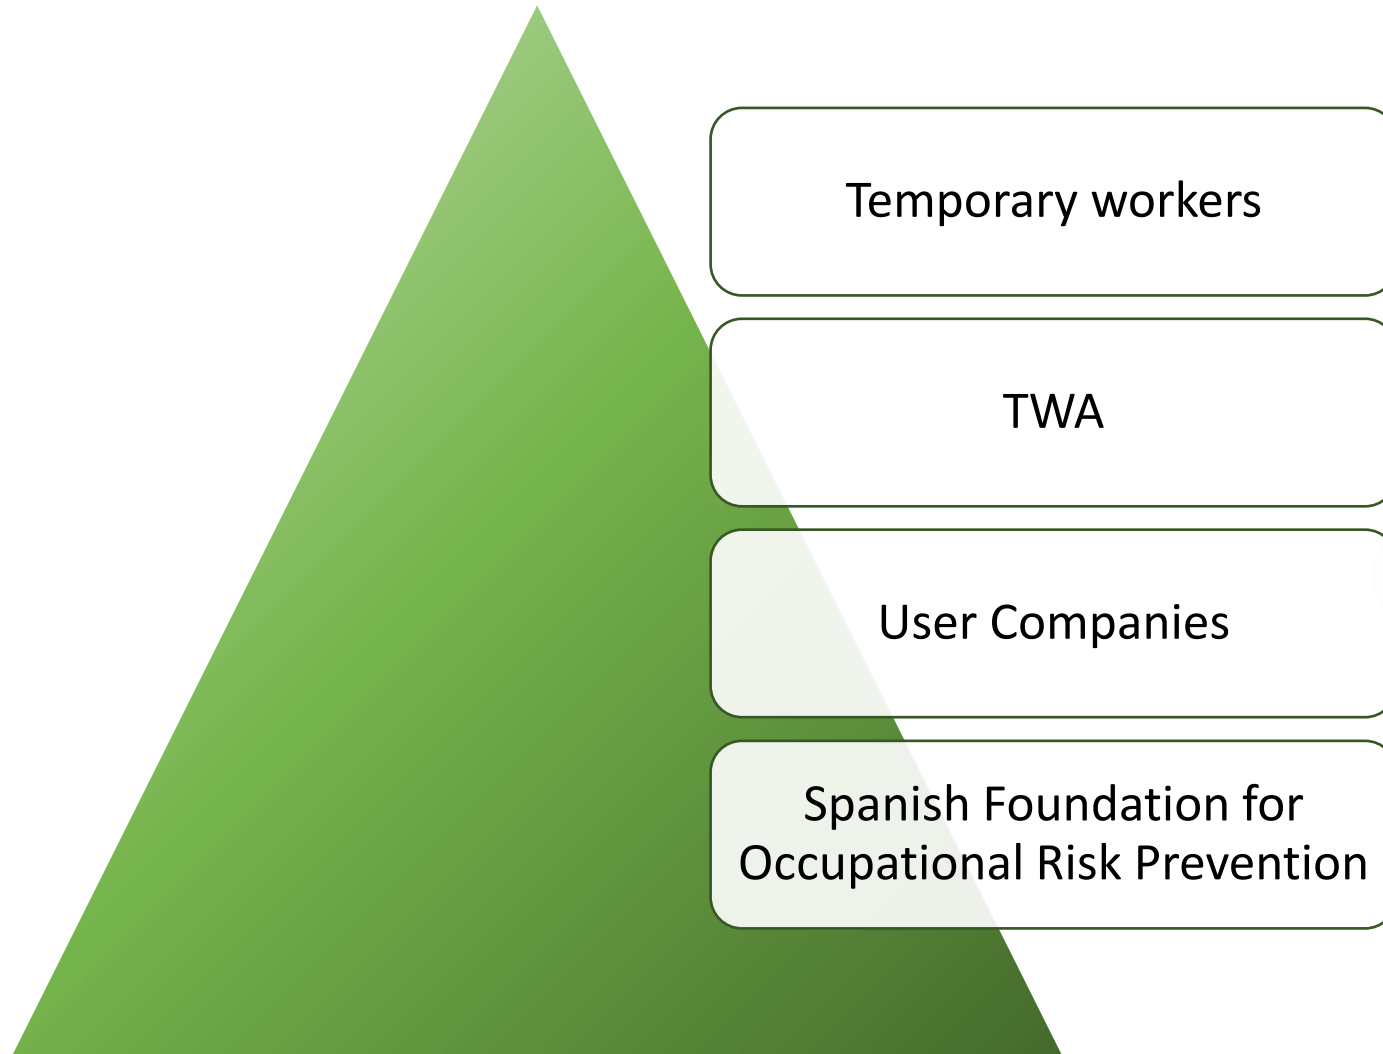 Temporary workers
TWA
User Companies
Spanish Foundation for
Occupational Risk Prevention